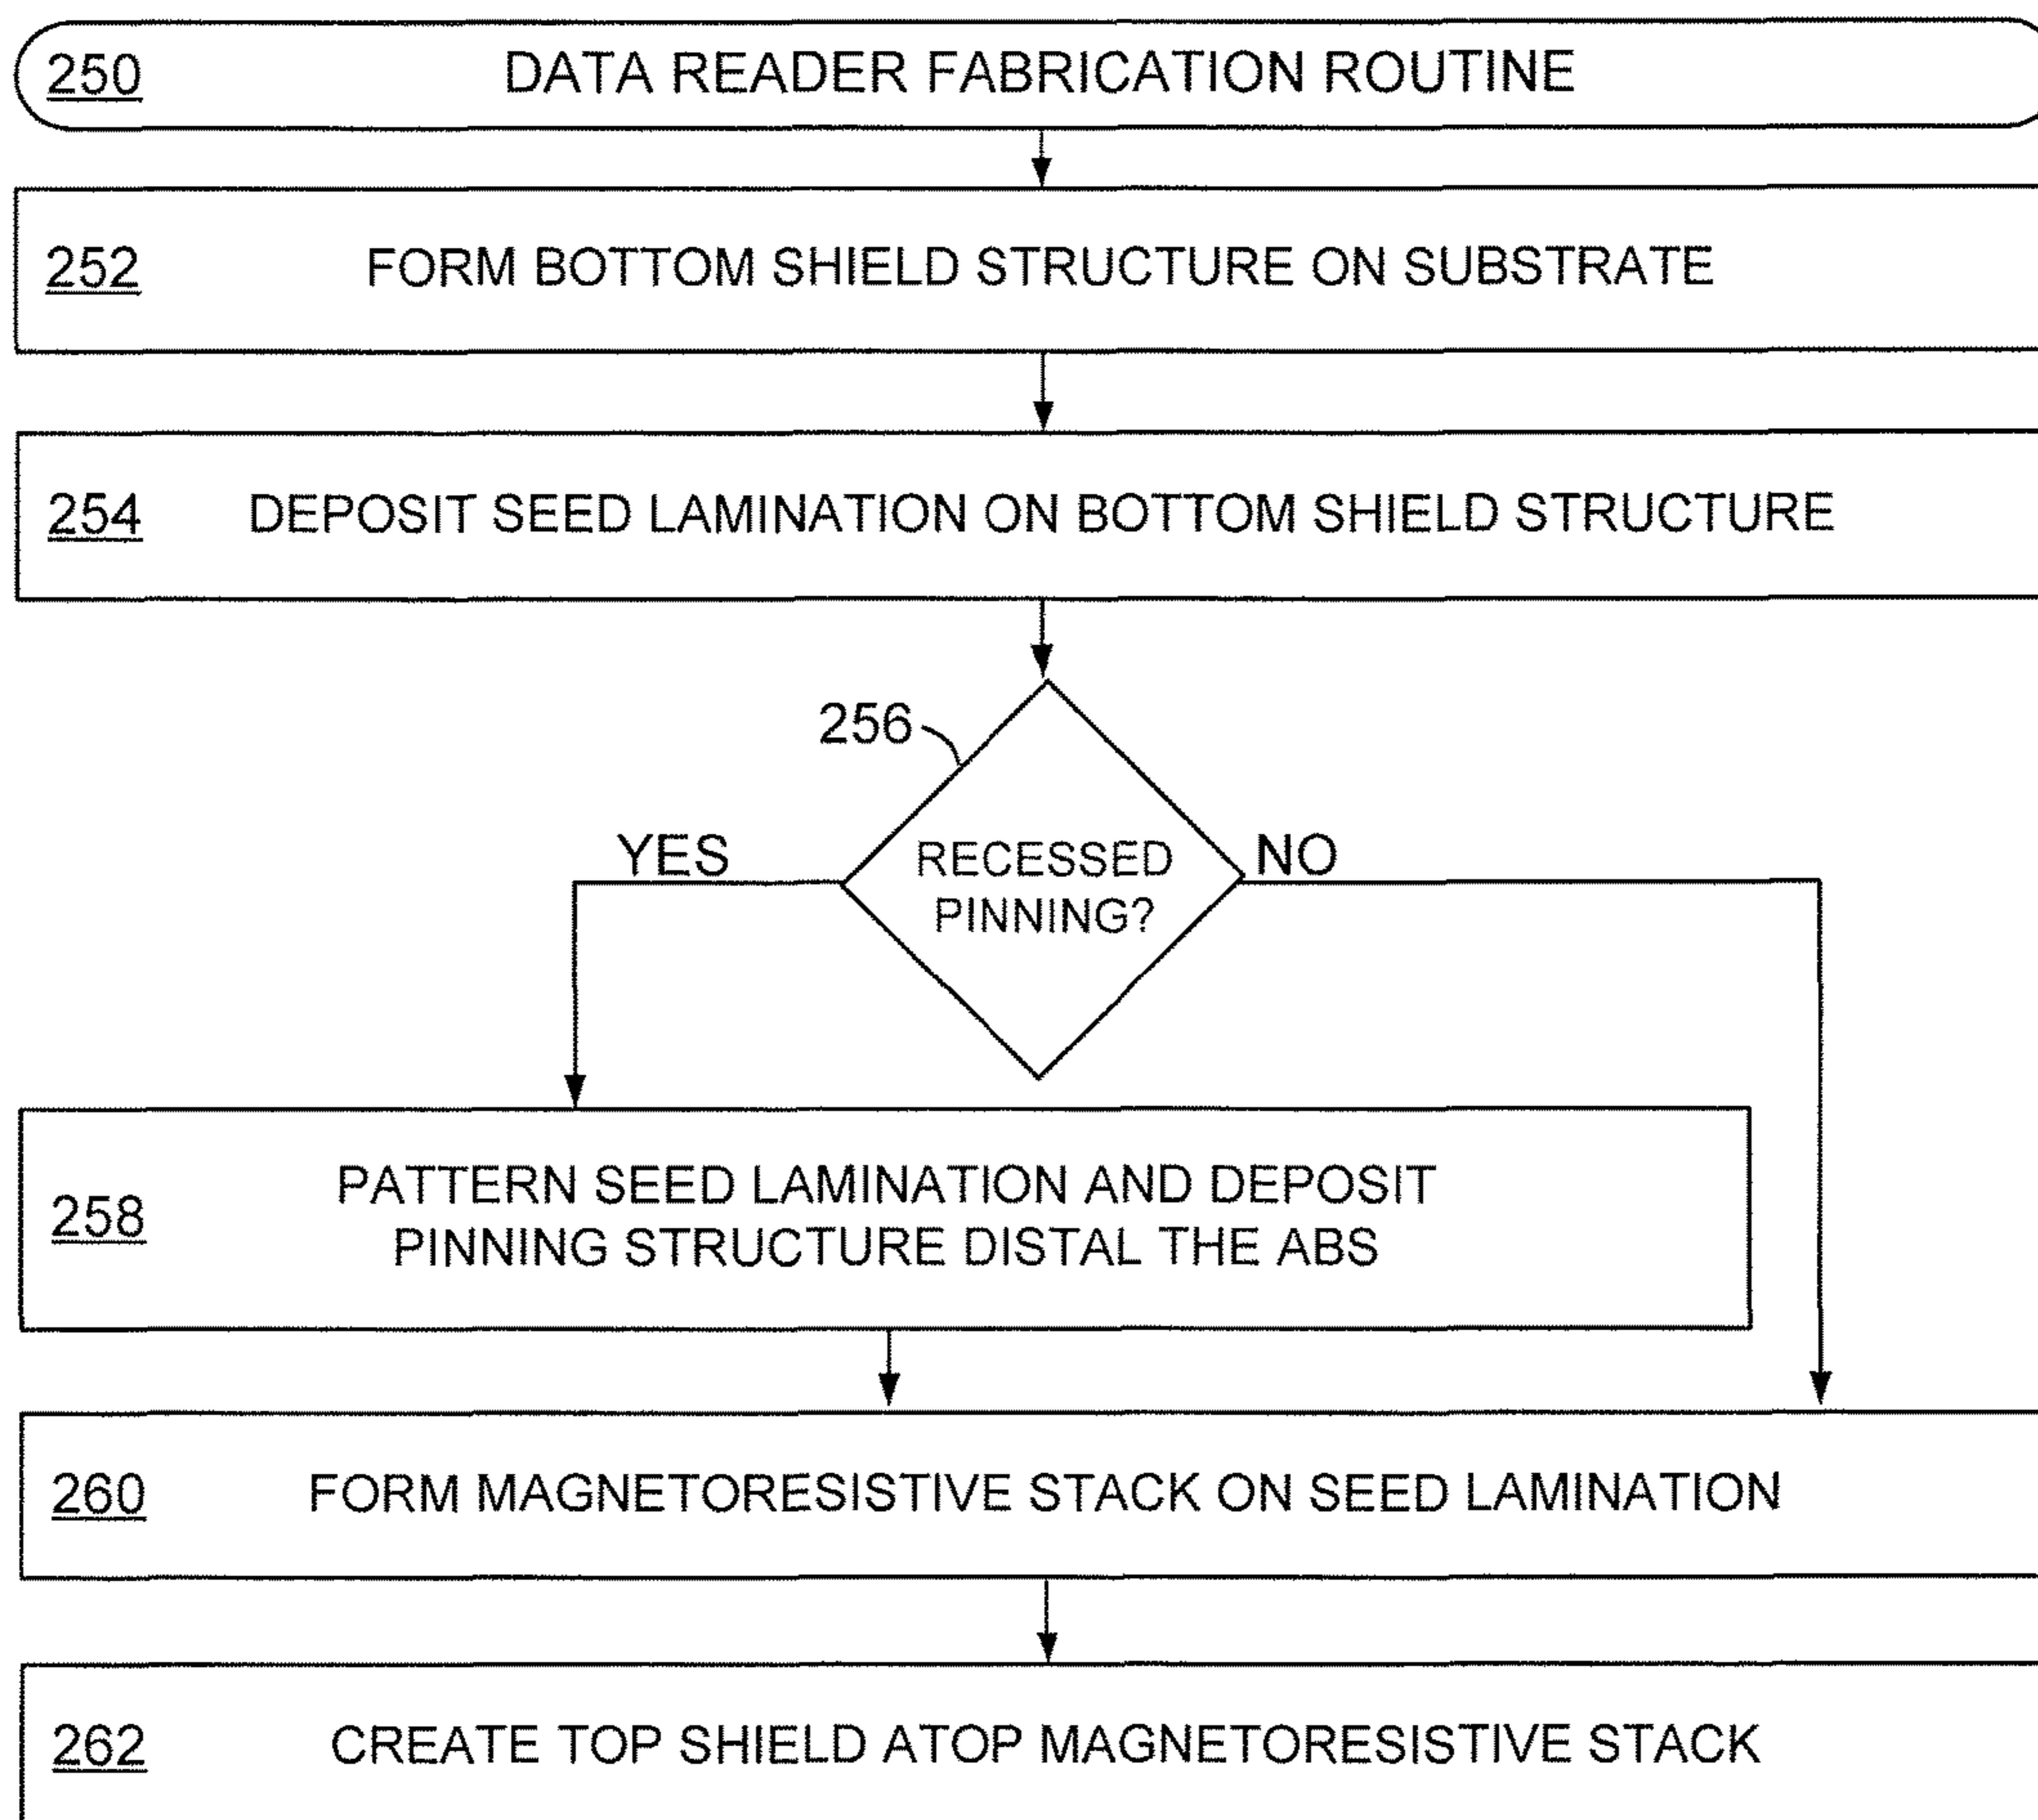 250 DATA READER FABRICATION ROUTINE
252 FORM BOTTOM SHIELD STRUCTURE ON SUBSTRATE
254 DEPOSIT SEED LAMINATION ON BOTTOM SHIELD STRUCTURE
256
YES
RECESSED
PINNING?
NO
258
PATTERN SEED LAMINATION AND DEPOSIT
PINNING STRUCTURE DISTAL THE ABS
260 FORM MAGNETORESISTIVE STACK ON SEED LAMINATION
262 CREATE TOP SHIELD ATOP MAGNETORESISTIVE STACK